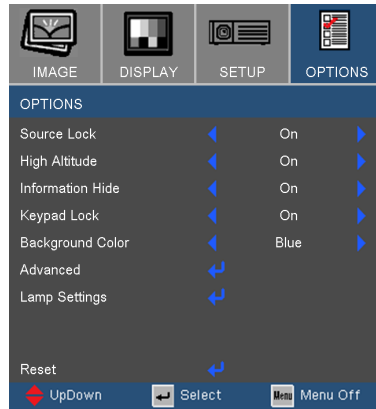 IMAGE DISPLAY SETUP OPTIONS
OPTIONS
Source Lock On
High Altitude On
Information Hide On
Keypad Lock On
Background Color Blue
Advanced
Lamp Settings
Reset
UpDown Select Menu Menu Off